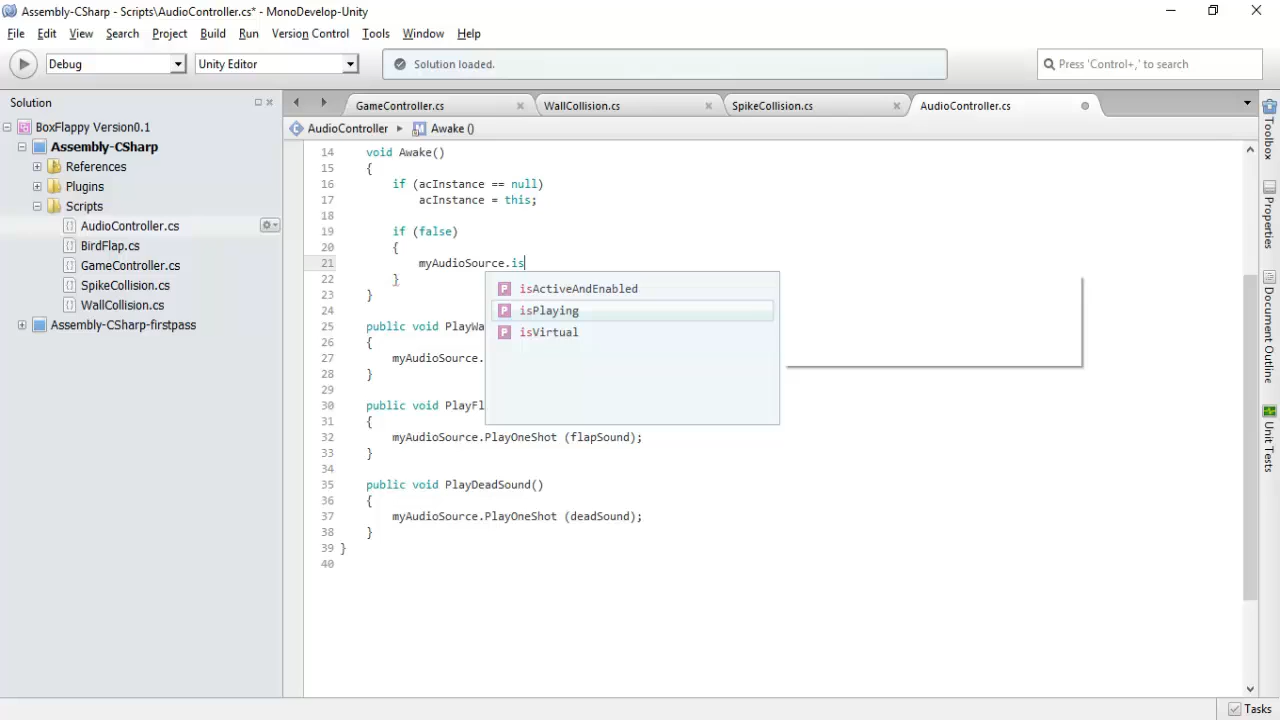 Assembly-CSharp - Scripts\AudioController.cs* - MonoDevelop-Unity
File Edit View Search Project Build Run Version Control Tools Window Help
Debug Unity Editor Solution loaded. Press 'Control+,' to search
Solution
BoxFlappy Version0.1
Assembly-CSharp
References
Plugins
Scripts
AudioController.cs
BirdFlap.cs
GameController.cs
SpikeCollision.cs
WallCollision.cs
Assembly-CSharp-firstpass
GameController.cs WallCollision.cs SpikeCollision.cs AudioController.cs
AudioController Awake ()
14 void Awake()
15 {
16 if (acInstance == null)
17 acInstance = this;
18
19 if (false)
20 {
21 myAudioSource.is
22 }
23 }
24
25 public void PlayWa
26 {
27 myAudioSource.
28 }
29
30 public void PlayFl
31 {
32 myAudioSource.PlayOneShot (flapSound);
33 }
34
35 public void PlayDeadSound()
36 {
37 myAudioSource.PlayOneShot (deadSound);
38 }
39 }
40
isActiveAndEnabled
isPlaying
isVirtual
Toolbox
Properties
Document Outline
Unit Tests
Tasks